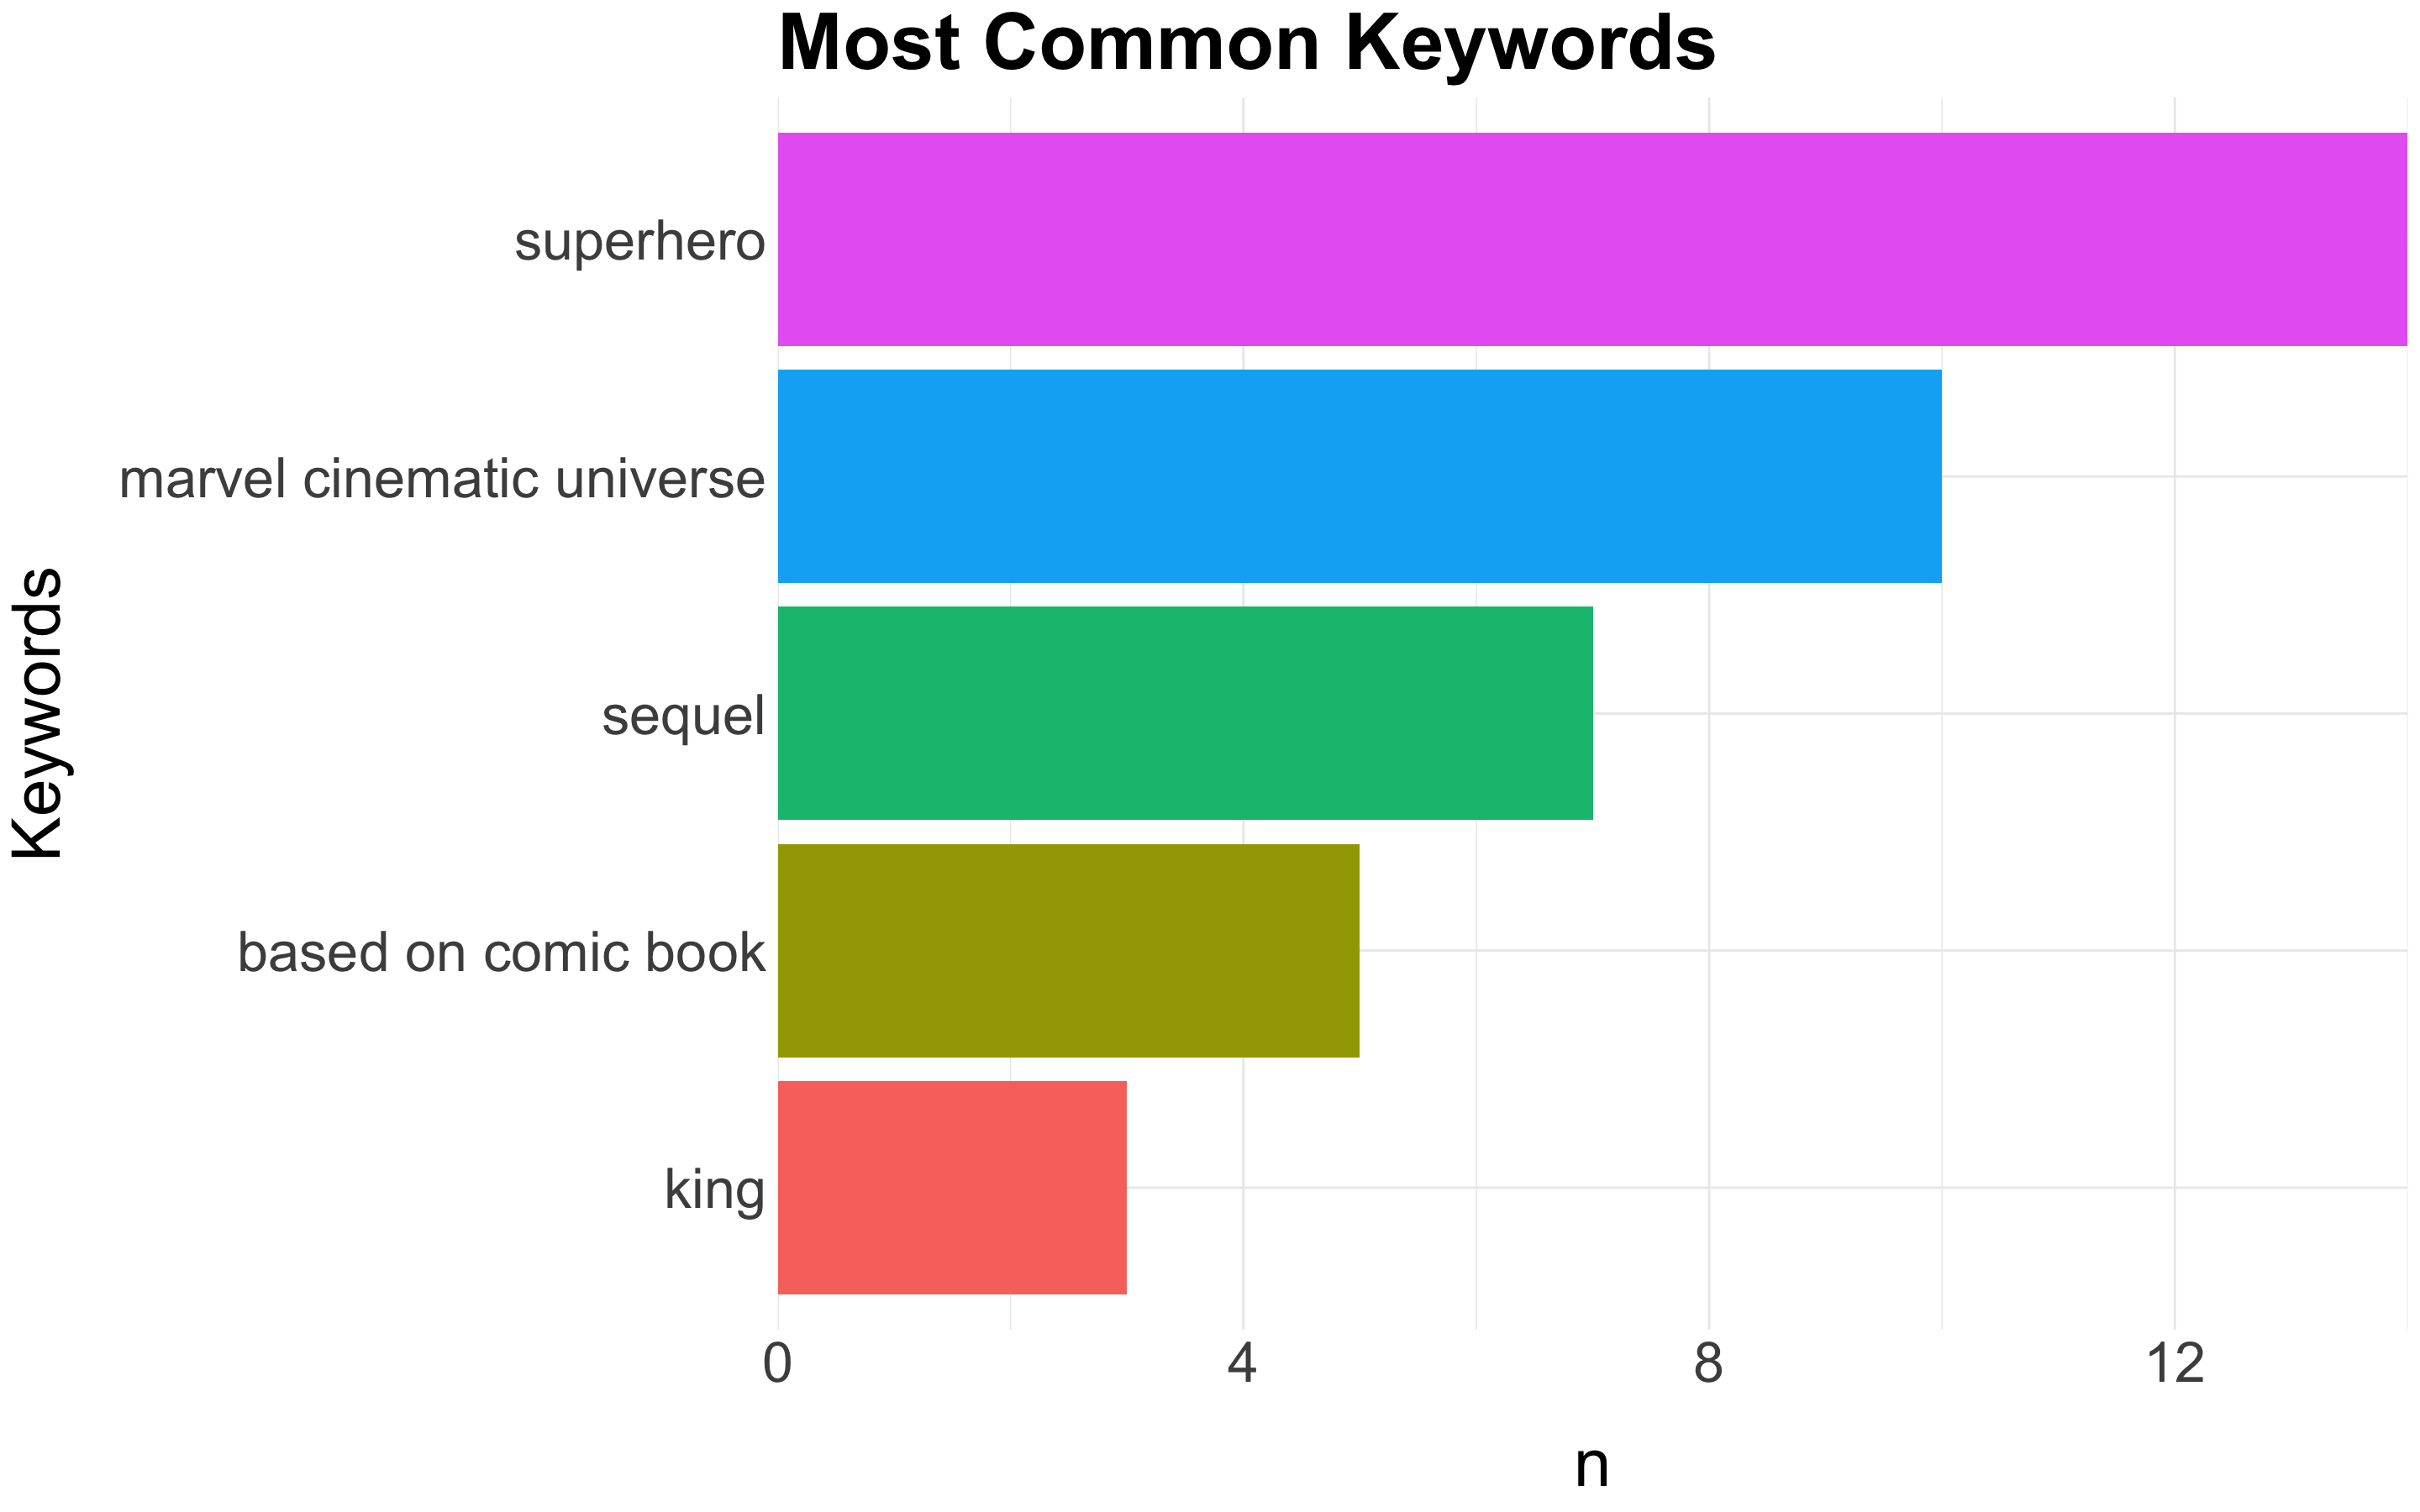 Most Common Keywords
superhero
marvel cinematic universe
sequel
based on comic book
king
Keywords
0 4 8 12
n